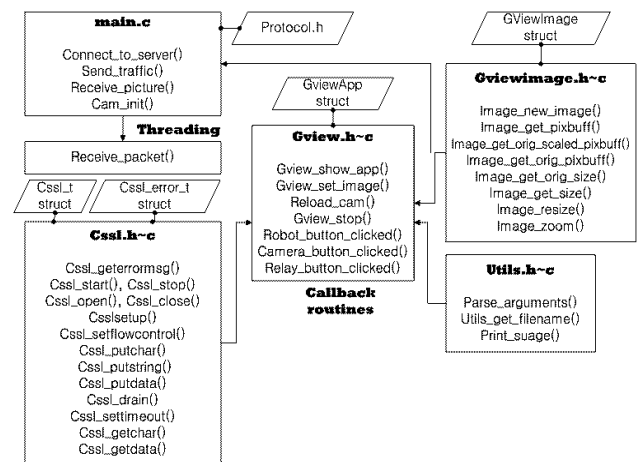 main.c
Connect_to_server()
Send_traffic()
Receive_picture()
Cam_init()
Protocol.h
Threading
Receive_packet()
Cssl_t
struct
Cssl_error_t
struct
Cssl.h~c
Cssl_geterrormsg()
Cssl_start(), Cssl_stop()
Cssl_open(), Cssl_close()
Csslsetup()
Cssl_setflowcontrol()
Cssl_putchar()
Cssl_putstring()
Cssl_putdata()
Cssl_drain()
Cssl_settimeout()
Cssl_getchar()
Cssl_getdata()
GviewApp
struct
Gview.h~c
Gview_show_app()
Gview_set_image()
Reload_cam()
Gview_stop()
Robot_button_clicked()
Camera_button_clicked()
Relay_button_clicked()
Callback
routines
GViewImage
struct
Gviewimage.h~c
Image_new_image()
Image_get_pixbuff()
Image_get_orig_scaled_pixbuff()
Image_get_orig_pixbuff()
Image_get_orig_size()
Image_get_size()
Image_resize()
Image_zoom()
Utils.h~c
Parse_arguments()
Utils_get_filename()
Print_suage()